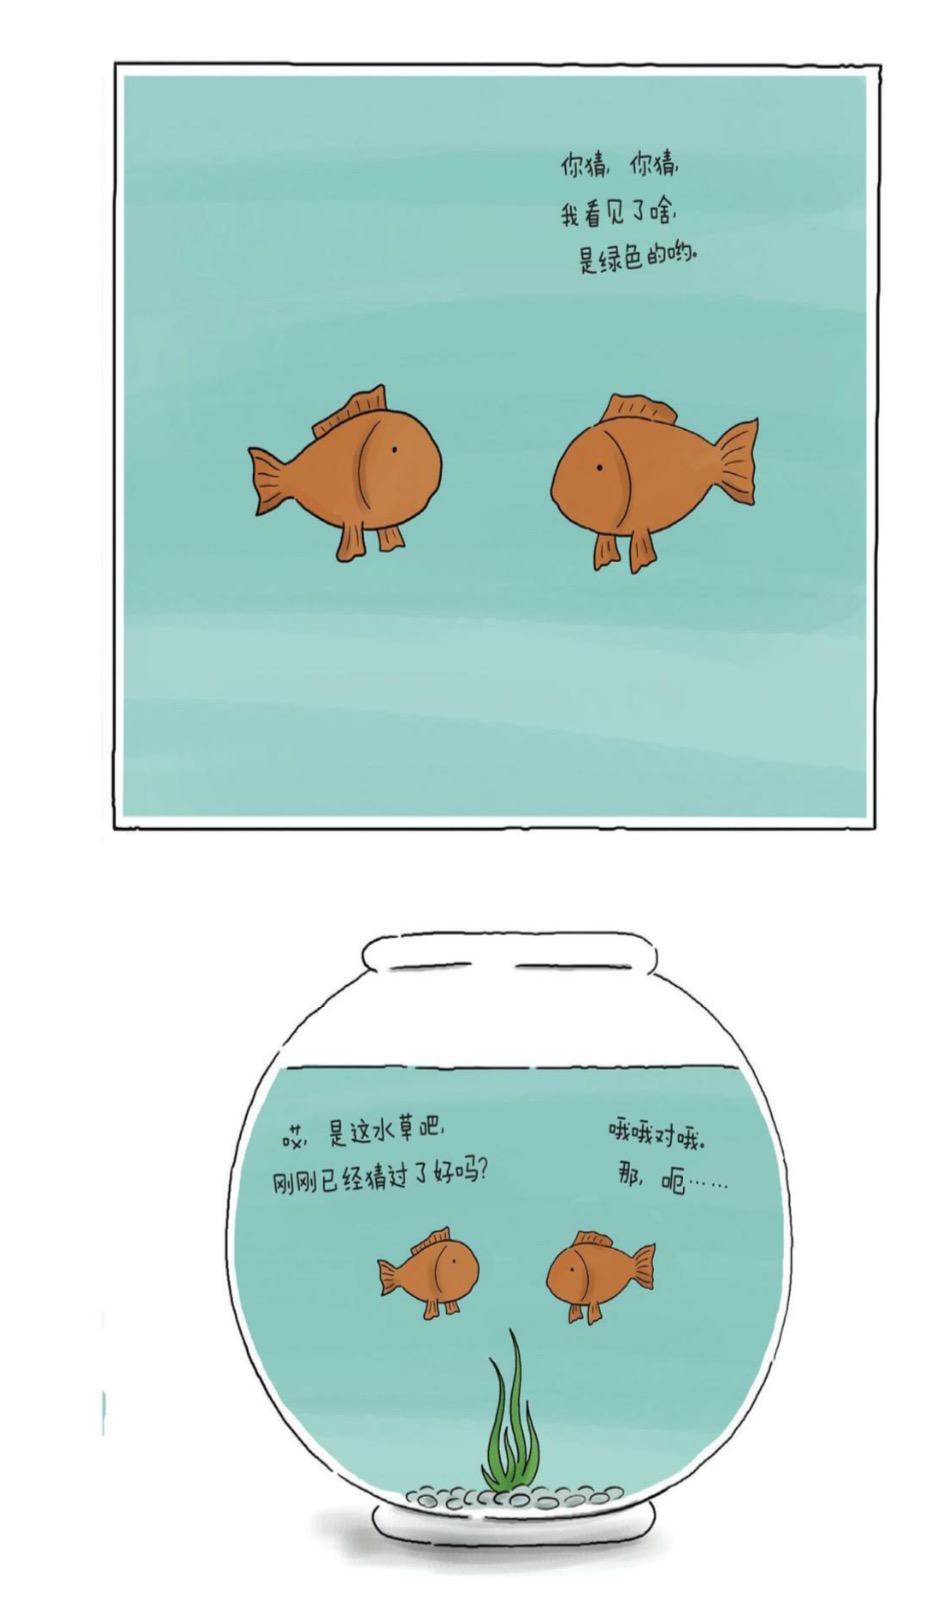 你猜，你猜，
我看见了啥，
是绿色的哟。
哎，是这水草吧，
刚刚已经猜过了好吗？
哦哦对哦。
那，呃……